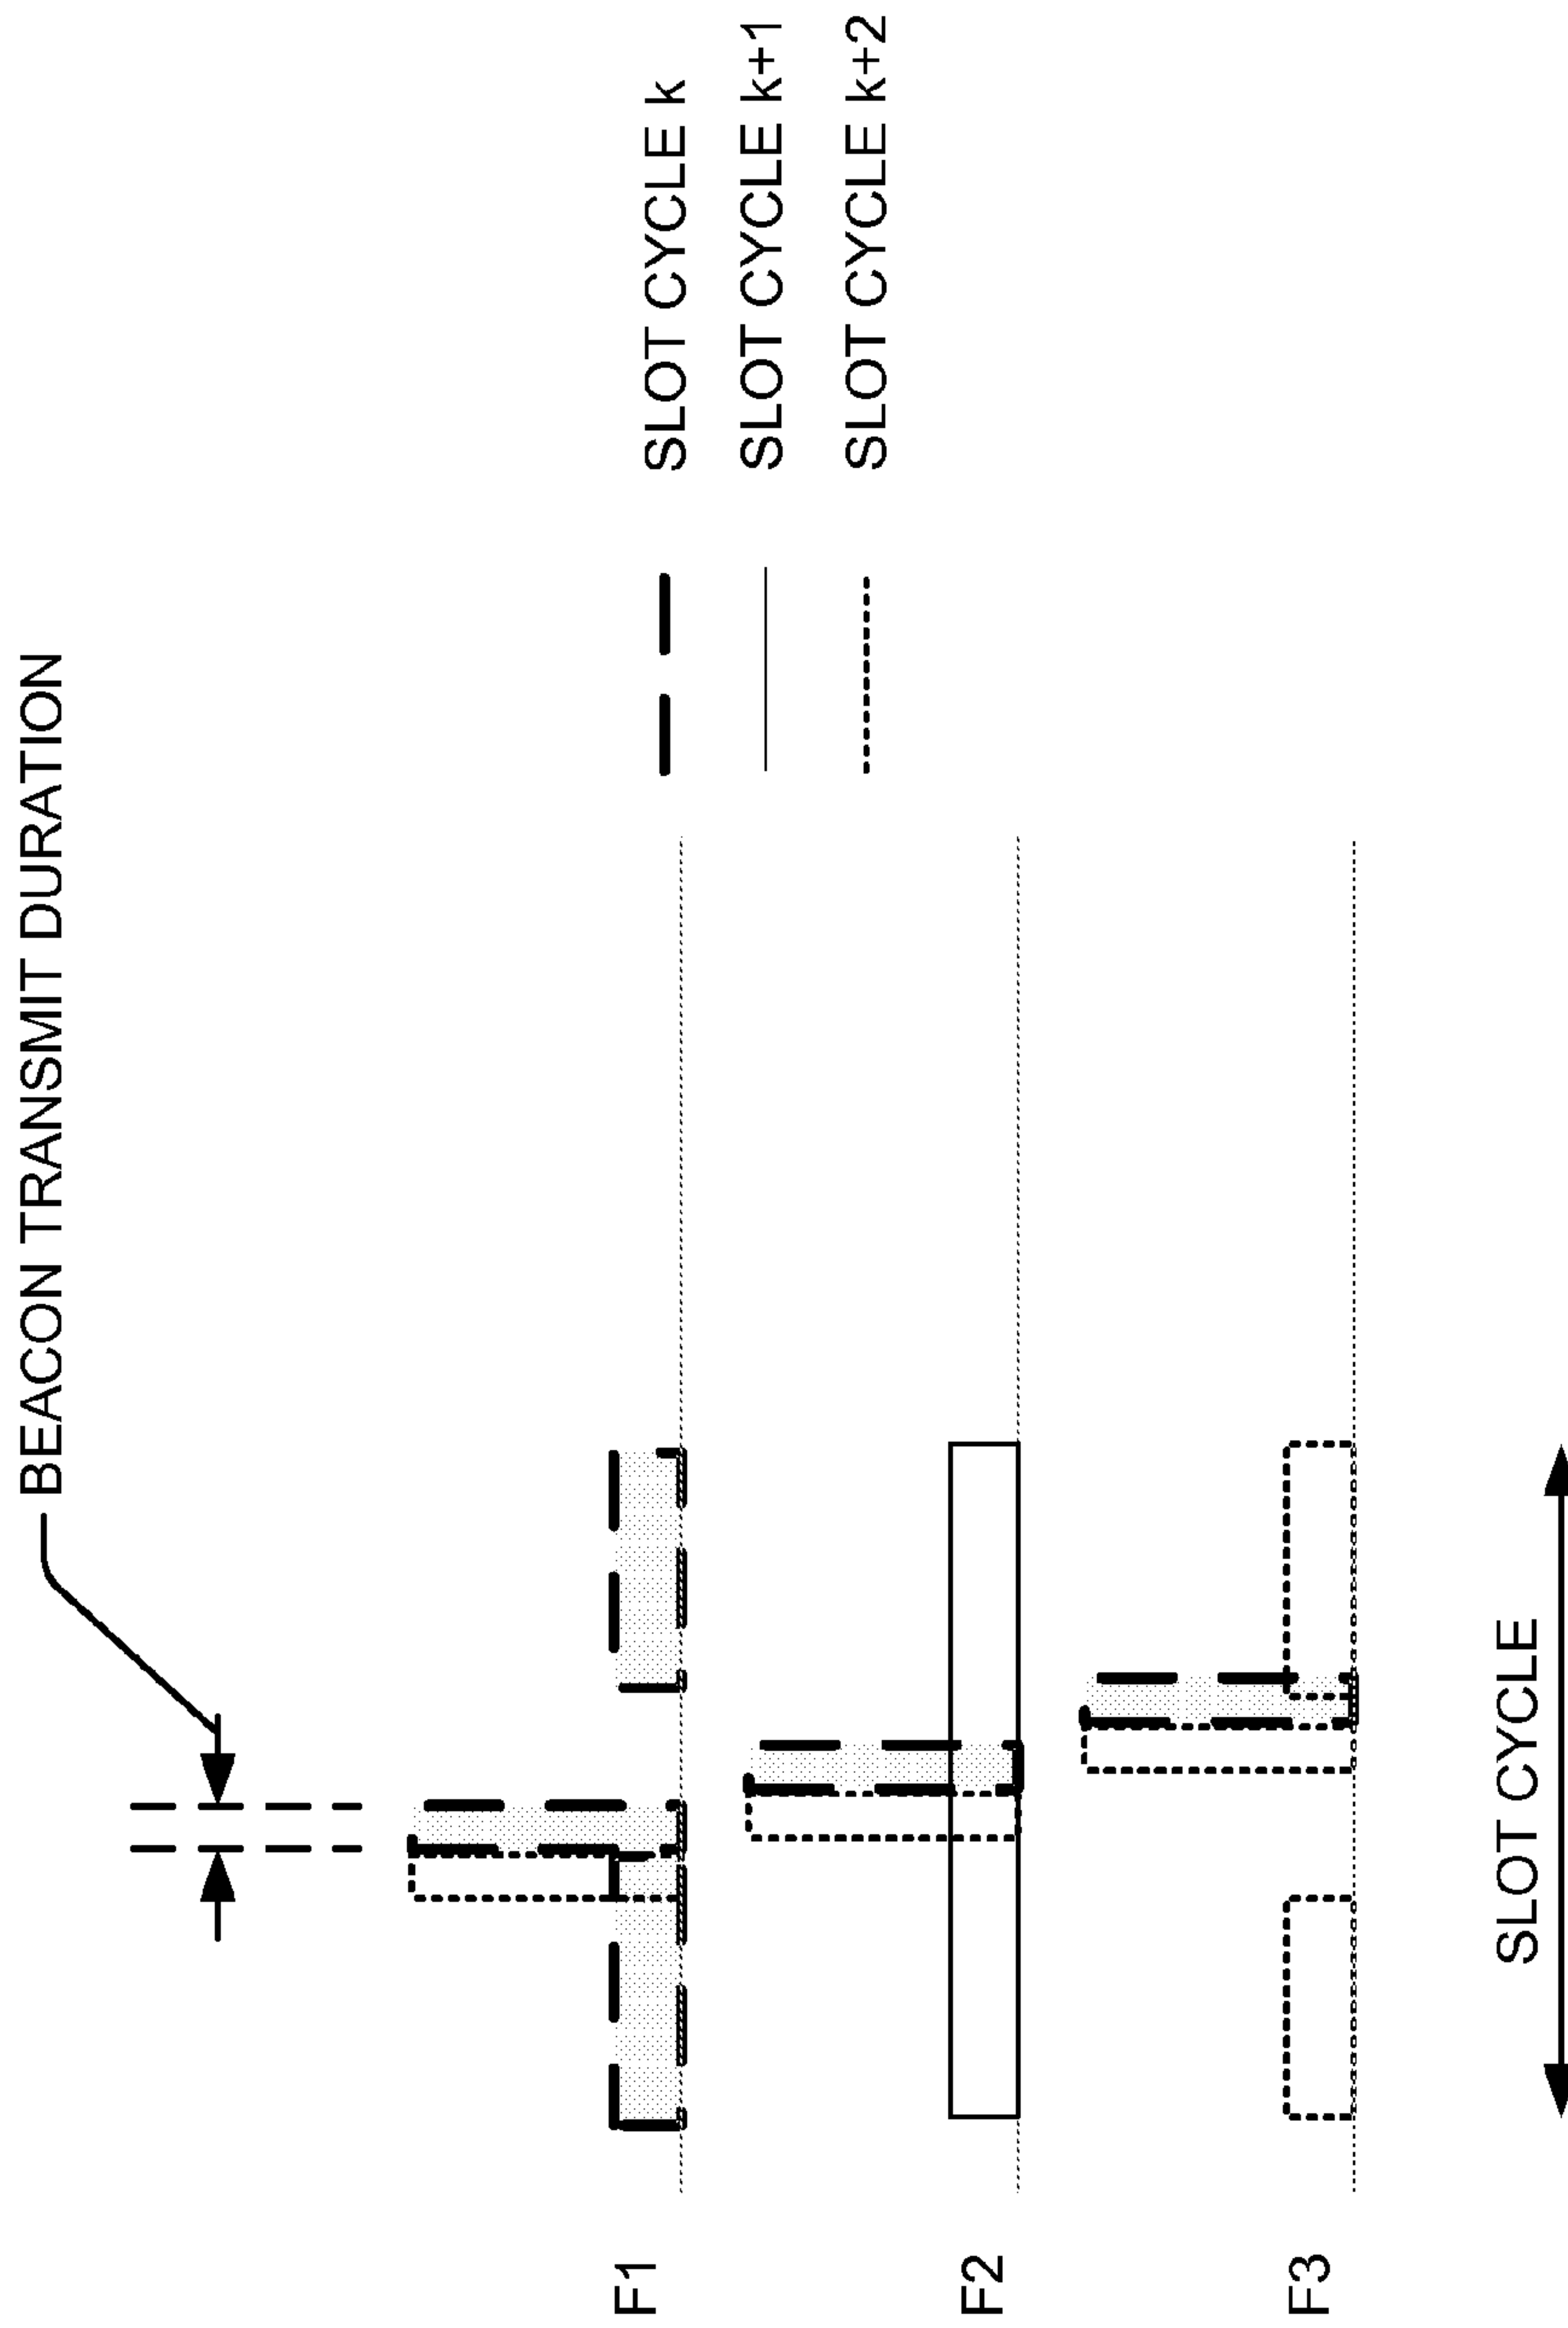 BEACON TRANSMIT DURATION
F1
SLOT CYCLE k
SLOT CYCLE k+1
SLOT CYCLE k+2
F2
F3
SLOT CYCLE